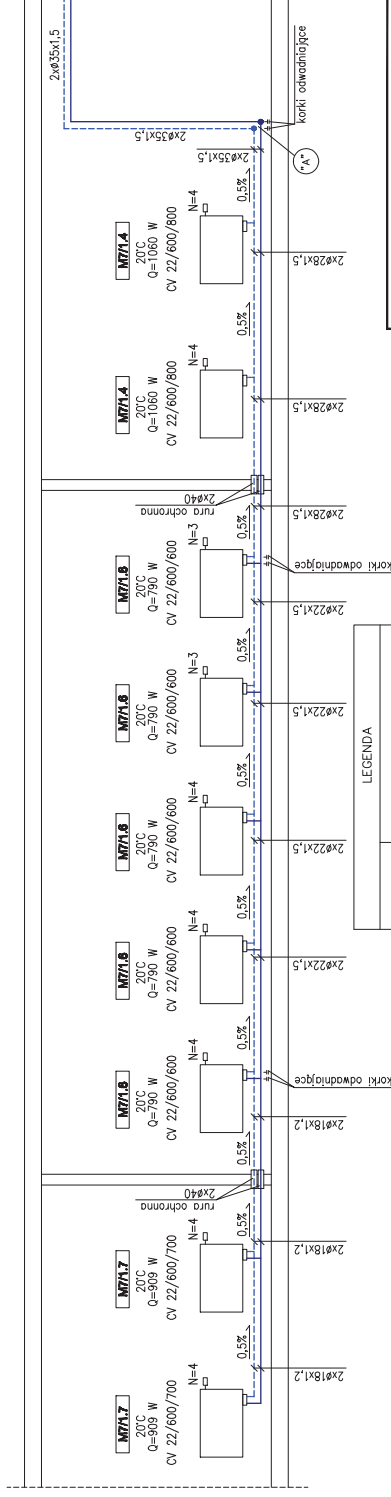 M7/1.7
20°C
Q=909 W
CV 22/600/700
N=4
0,5%
2xø18x1,2
M7/1.7
20°C
Q=909 W
CV 22/600/700
N=4
0,5%
2xø18x1,2
rura ochronna
2xø40
0,5%
2xø18x1,2
M7/1.6
20°C
Q=790 W
CV 22/600/600
N=4
korki odwadniające
0,5%
2xø22x1,5
M7/1.6
20°C
Q=790 W
CV 22/600/600
N=4
0,5%
2xø22x1,5
M7/1.6
20°C
Q=790 W
CV 22/600/600
N=4
0,5%
2xø22x1,5
M7/1.6
20°C
Q=790 W
CV 22/600/600
N=3
0,5%
2xø22x1,5
M7/1.6
20°C
Q=790 W
CV 22/600/600
N=3
korki odwadniające
0,5%
2xø28x1,5
rura ochronna
2xø40
2xø28x1,5
M7/1.4
20°C
Q=1060 W
CV 22/600/800
N=4
0,5%
2xø28x1,5
M7/1.4
20°C
Q=1060 W
CV 22/600/800
N=4
0,5%
2xø35x1,5
2xø35x1,5
"A"
korki odwadniające
2xø35x1,5
LEGENDA